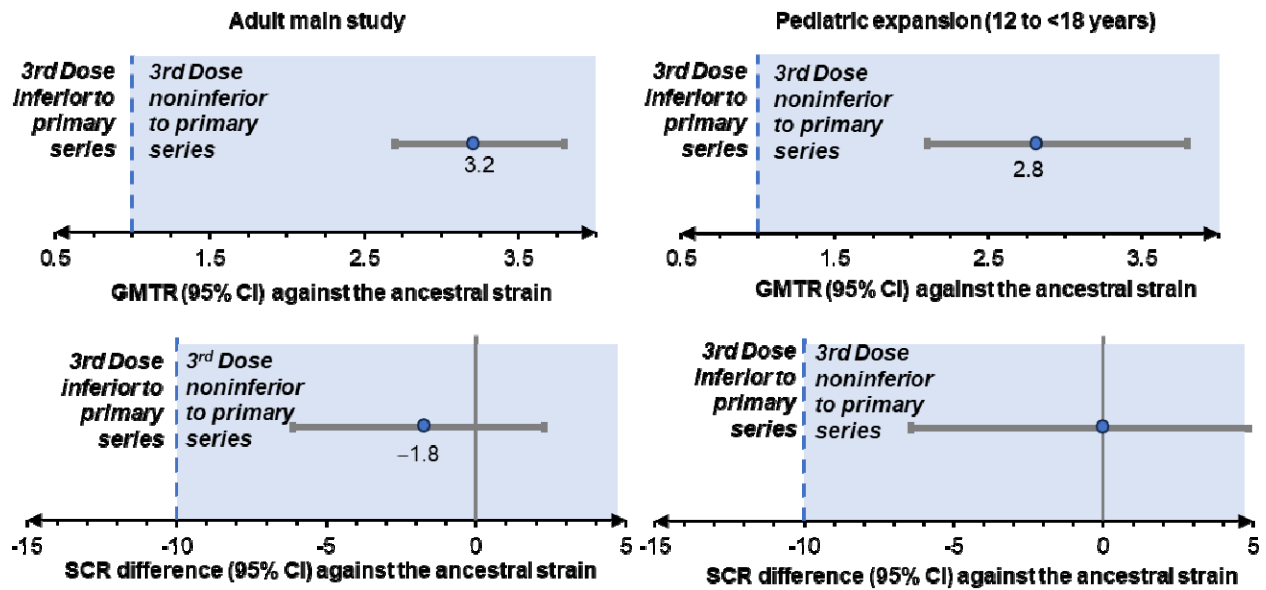 Adult main study
3rd Dose
inferior to
primary
series
3rd Dose
noninferior
to primary
series
3.2
0.5 1.5 2.5 3.5
GMTR (95% CI) against the ancestral strain
Pediatric expansion (12 to <18 years)
3rd Dose
inferior to
primary
series
3rd Dose
noninferior
to primary
series
2.8
0.5 1.5 2.5 3.5
GMTR (95% CI) against the ancestral strain
3rd Dose
inferior to
primary
series
3rd Dose
noninferior
to primary
series
−1.8
-15 -10 -5 0 5
SCR difference (95% CI) against the ancestral strain
3rd Dose
inferior to
primary
series
3rd Dose
noninferior
to primary
series
-15 -10 -5 0 5
SCR difference (95% CI) against the ancestral strain